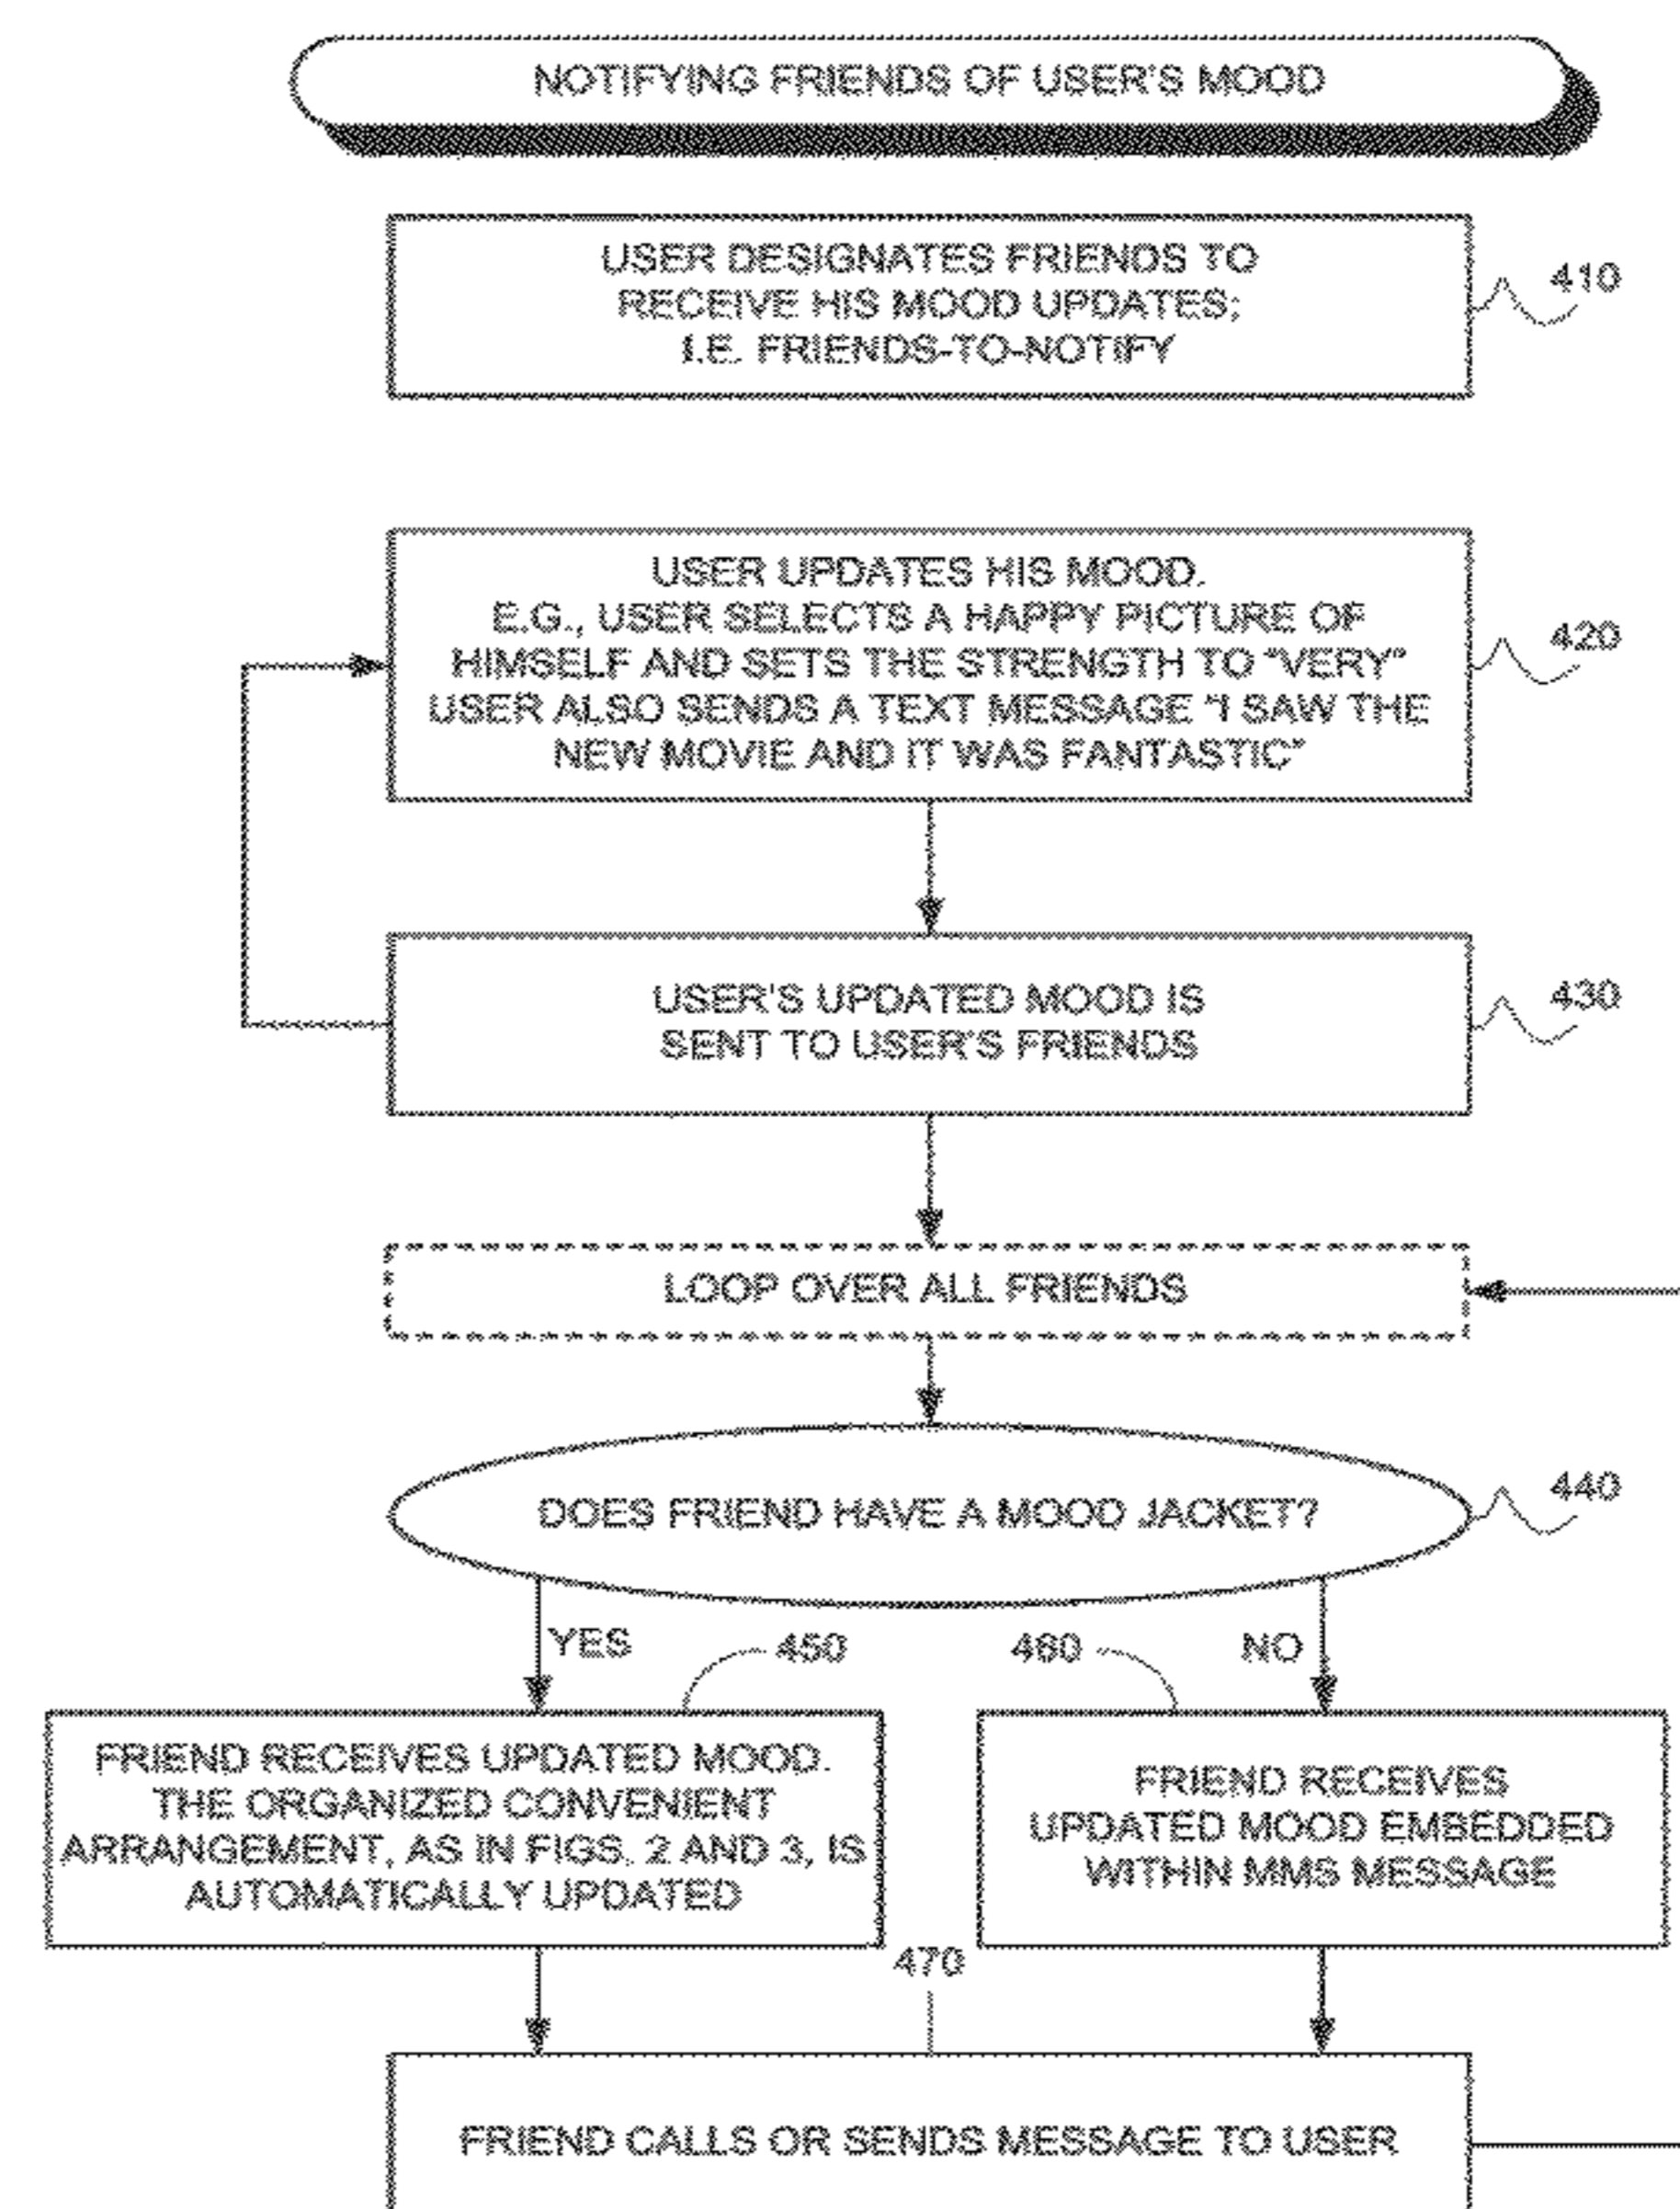 NOTIFYING FRIENDS OF USER'S MOOD
USER DESIGNATES FRIENDS TO
RECEIVE HIS MOOD UPDATES;
I.E. FRIENDS-TO-NOTIFY
410
USER UPDATES HIS MOOD.
E.G., USER SELECTS A HAPPY PICTURE OF
HIMSELF AND SETS THE STRENGTH TO "VERY"
USER ALSO SENDS A TEXT MESSAGE "I SAW THE
NEW MOVIE AND IT WAS FANTASTIC"
420
USER'S UPDATED MOOD IS
SENT TO USER'S FRIENDS
430
LOOP OVER ALL FRIENDS
DOES FRIEND HAVE A MOOD JACKET?
440
YES
450
460
NO
FRIEND RECEIVES UPDATED MOOD.
THE ORGANIZED CONVENIENT
ARRANGEMENT, AS IN FIGS. 2 AND 3, IS
AUTOMATICALLY UPDATED
FRIEND RECEIVES
UPDATED MOOD EMBEDDED
WITHIN MMS MESSAGE
470
FRIEND CALLS OR SENDS MESSAGE TO USER